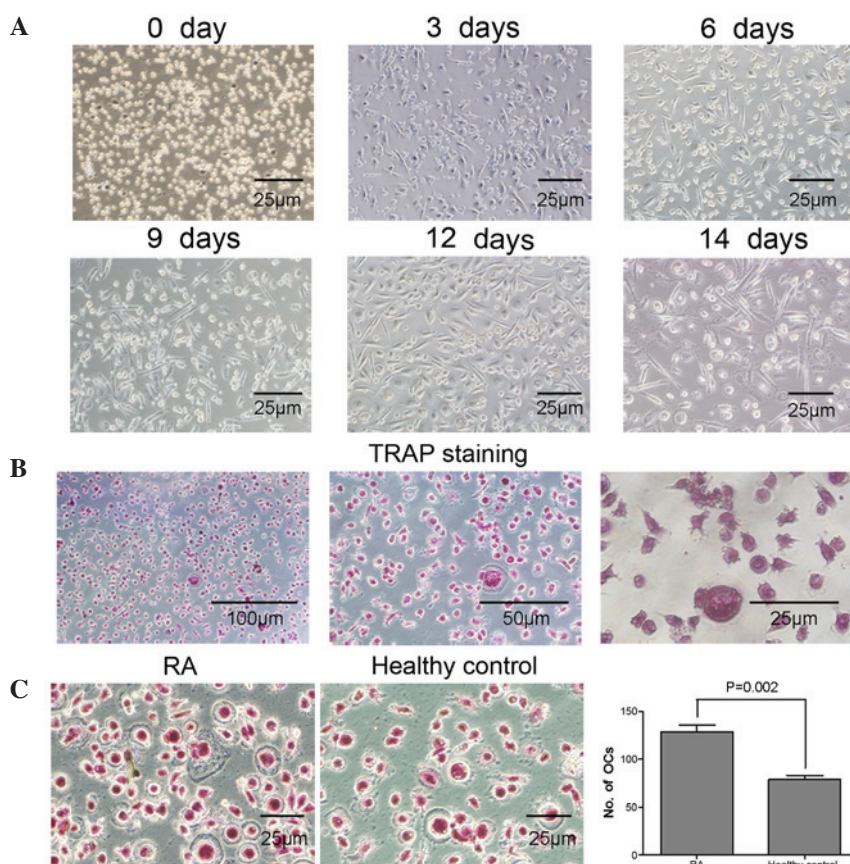 A
0 day
3 days
6 days
25µm
25µm
25µm
9 days
12 days
14 days
25µm
25µm
25µm
B
TRAP staining
100µm
50µm
25µm
C
RA
Healthy control
25µm
25µm
P=0.002
No. of OCs
150
100
50
0
RA
Healthy control